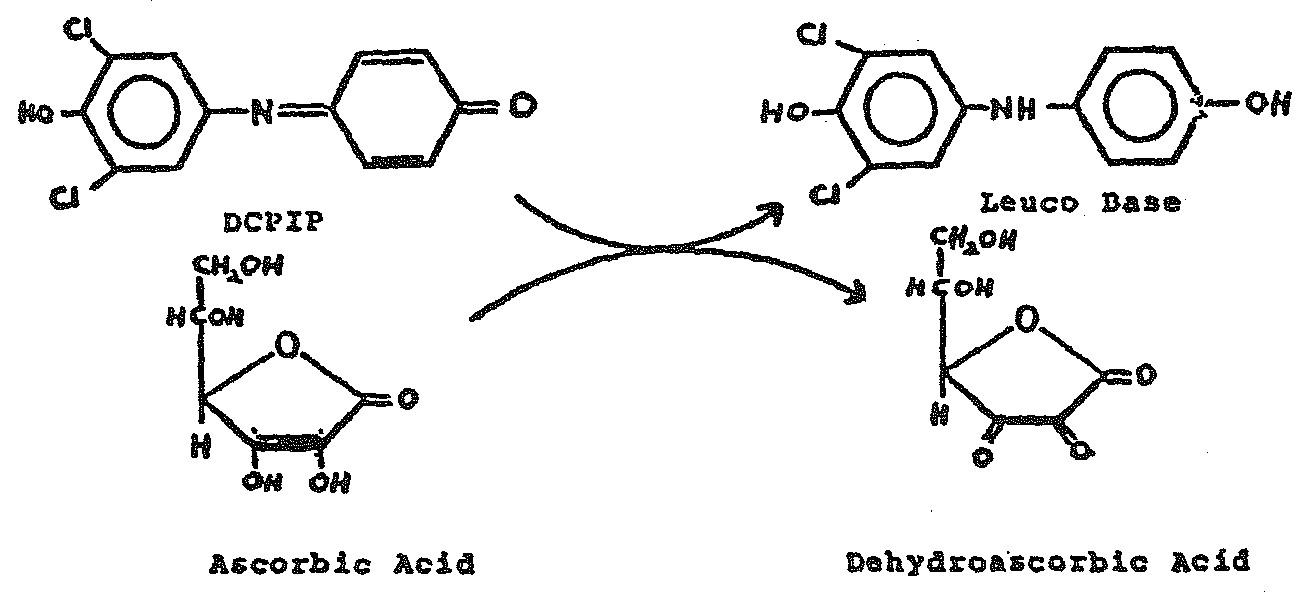 Cl
HO
N
O
Cl
DCPIP
Cl
HO
NH
OH
Cl
Leuco Base
CH2OH
HCOH
O
O
H
OH OH
Ascorbic Acid
CH2OH
HCOH
O
O
H
O O
Dehydroascorbic Acid